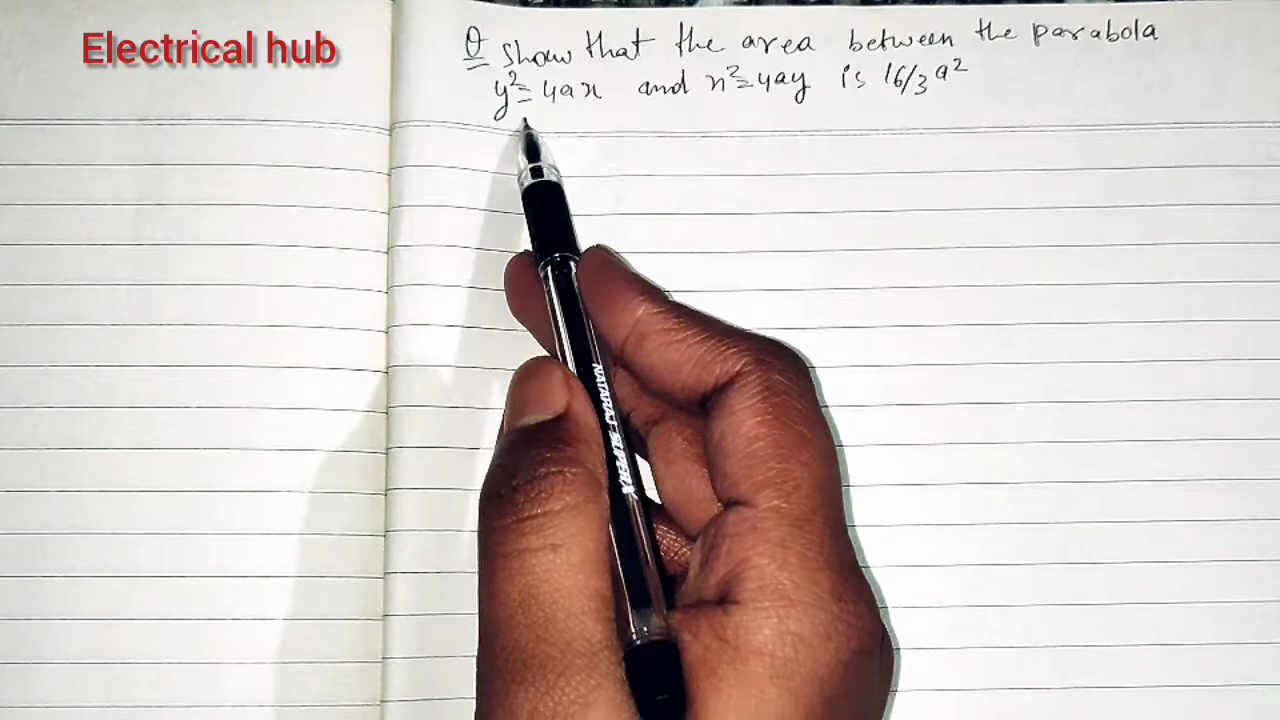 Electrical hub
Q Show that the area between the parabola
y²=4ax and x²=4ay is 16/3 a²
NATARAJ SUPERX